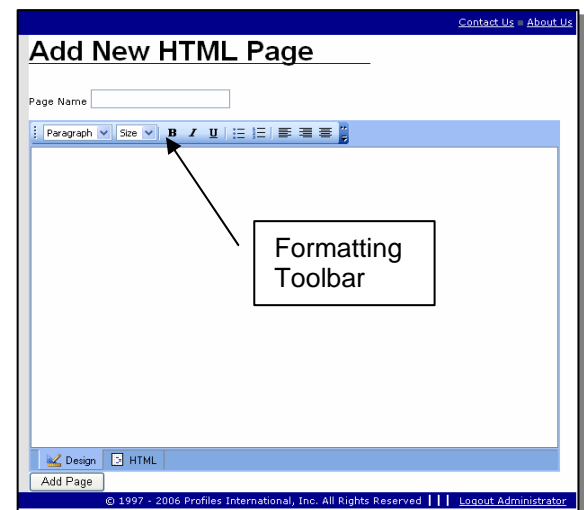 Contact Us ▪ About Us
Add New HTML Page
Page Name
Paragraph Size B I U
Formatting
Toolbar
Design HTML
Add Page
© 1997 - 2006 Profiles International, Inc. All Rights Reserved ┃┃┃ Logout Administrator